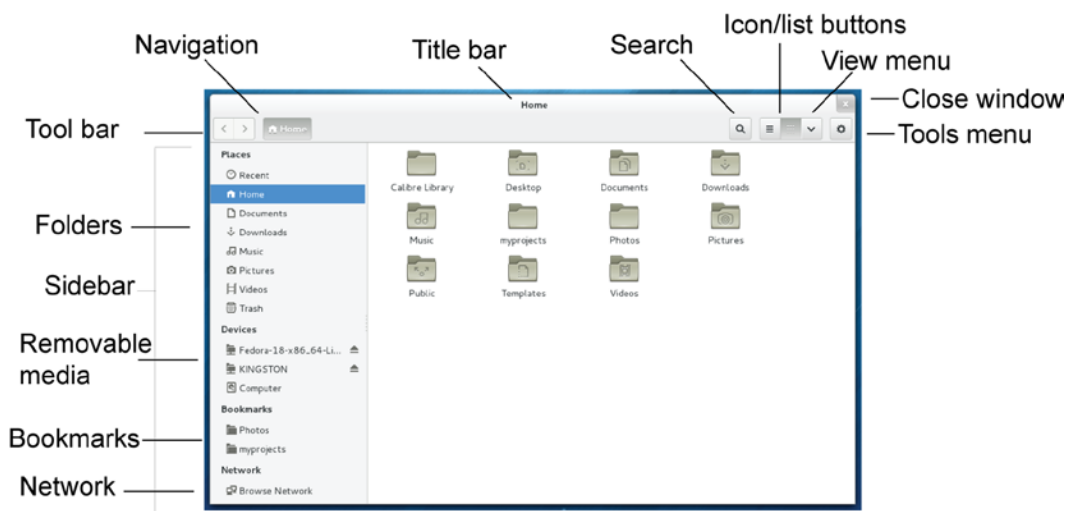 Icon/list buttons
Navigation
Title bar
Search
View menu
Home
Close window
Tool bar
Home
Tools menu
Places
Recent
Home
Documents
Downloads
Music
Pictures
Videos
Trash
Devices
Fedora-18-x86_64-Li...
KINGSTON
Computer
Bookmarks
Photos
myprojects
Network
Browse Network
Calibre Library Desktop Documents Downloads
Music myprojects Photos Pictures
Public Templates Videos
Folders
Sidebar
Removable
media
Bookmarks
Network